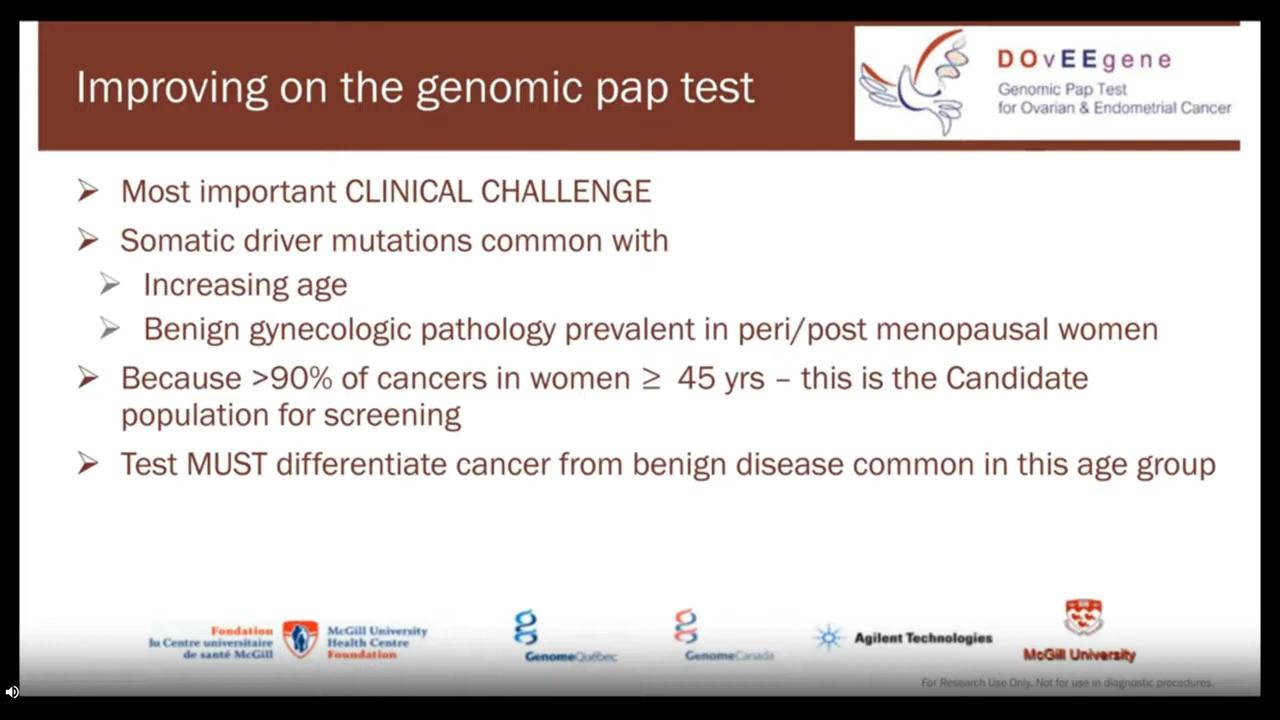 Improving on the genomic pap test
DOvEEgene
Genomic Pap Test
for Ovarian & Endometrial Cancer
➢ Most important CLINICAL CHALLENGE
➢ Somatic driver mutations common with
➢ Increasing age
➢ Benign gynecologic pathology prevalent in peri/post menopausal women
➢ Because >90% of cancers in women ≥ 45 yrs – this is the Candidate
population for screening
➢ Test MUST differentiate cancer from benign disease common in this age group
Fondation
lu Centre universitaire
de santé McGill
McGill University
Health Centre
Foundation
GenomeQuébec
GenomeCanada
Agilent Technologies
McGill University
For Research Use Only. Not for use in diagnostic procedures.